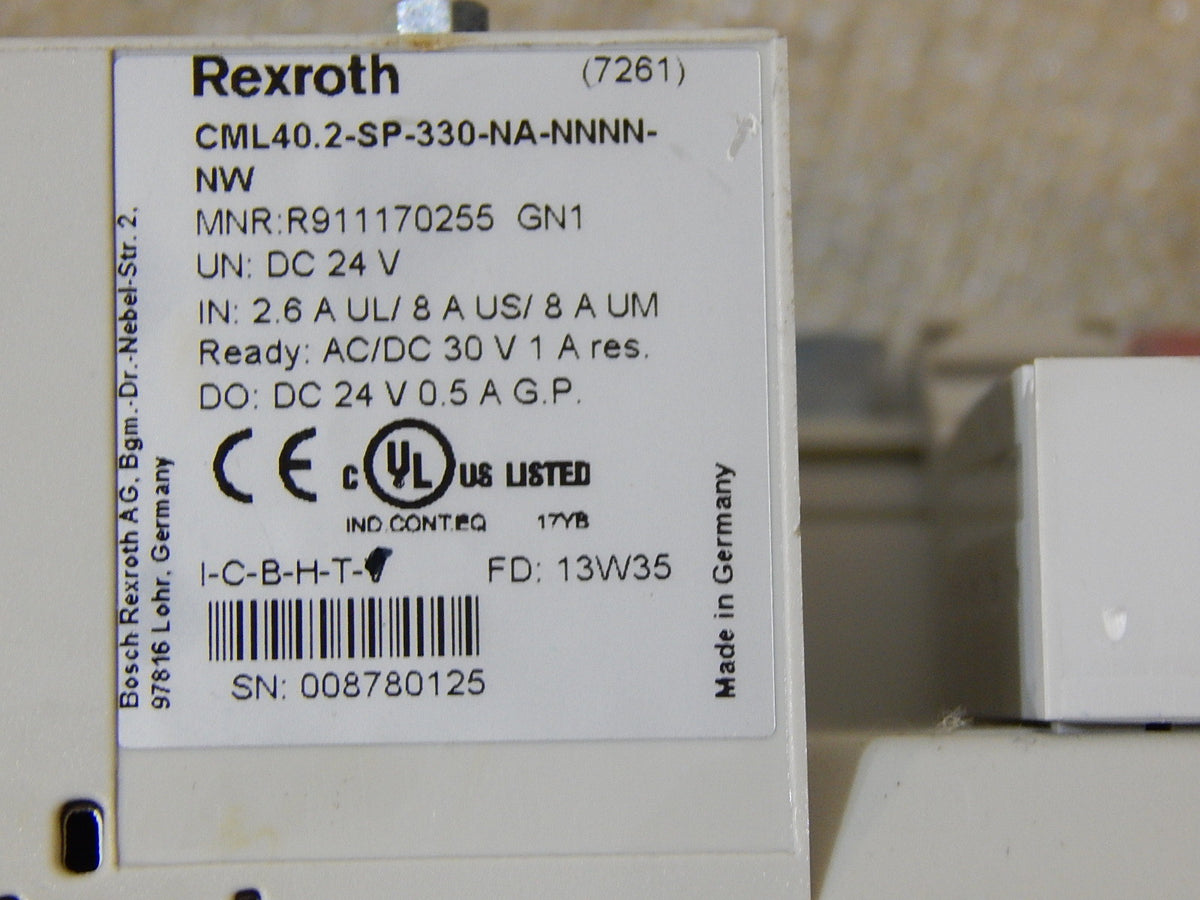 Rexroth (7261)
CML40.2-SP-330-NA-NNNN-
NW
MNR:R911170255 GN1
UN: DC 24 V
IN: 2.6 A UL/ 8 A US/ 8 A UM
Ready: AC/DC 30 V 1 A res.
DO: DC 24 V 0.5 A G.P.
CE C UL US LISTED
IND.CONT.EQ 17YB
I-C-B-H-T- FD: 13W35
SN: 008780125
Bosch Rexroth AG, Bgm.-Dr.-Nebel-Str. 2,
97816 Lohr, Germany
Made in Germany